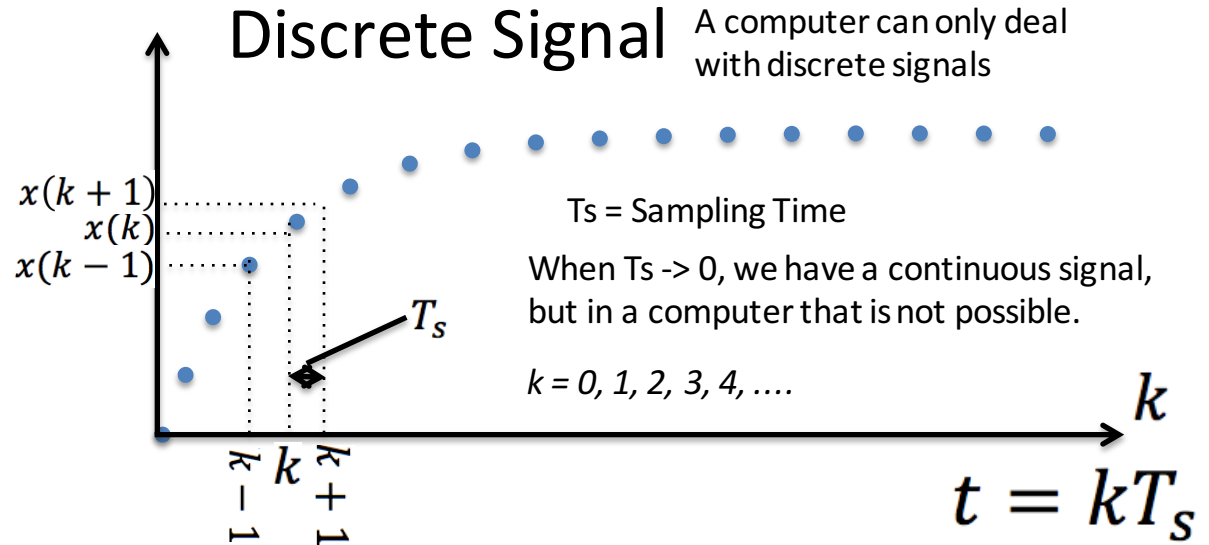 Discrete Signal
A computer can only deal
with discrete signals
x(k + 1)
x(k)
x(k − 1)
Ts = Sampling Time
When Ts -> 0, we have a continuous signal,
but in a computer that is not possible.
T_s
k = 0, 1, 2, 3, 4, ....
k
k − 1
k
k + 1
t = kT_s